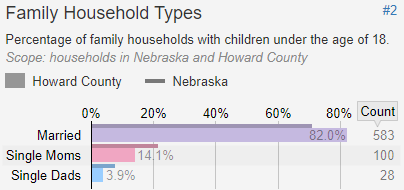 Family Household Types #2
Percentage of family households with children under the age of 18.
Scope: households in Nebraska and Howard County
Howard County Nebraska
0% 20% 40% 60% 80% Count
Married 82.0% 583
Single Moms 14.1% 100
Single Dads 3.9% 28